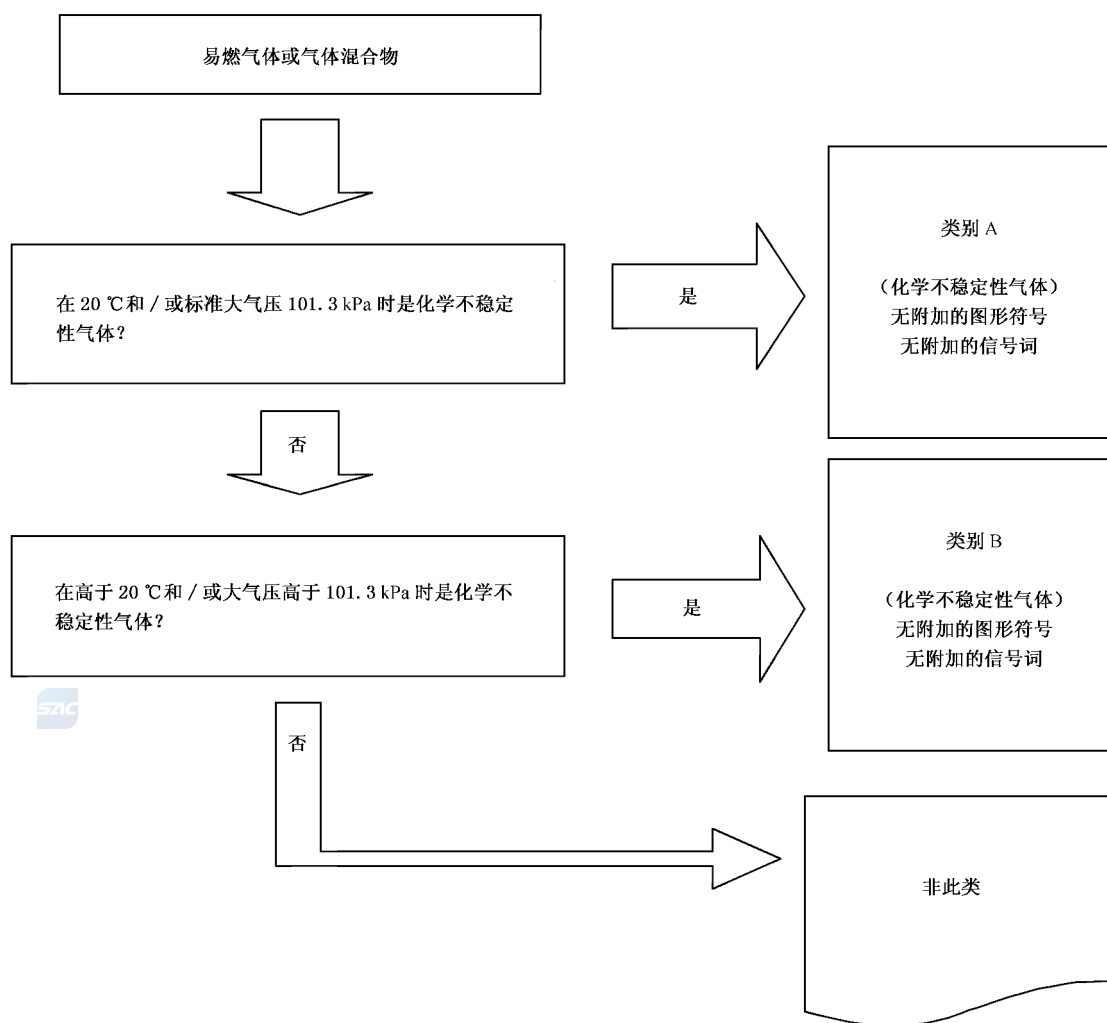 易燃气体或气体混合物
在 20 ℃和 / 或标准大气压 101.3 kPa 时是化学不稳定
性气体?
是
类别 A
(化学不稳定性气体)
无附加的图形符号
无附加的信号词
否
在高于 20 ℃和 / 或大气压高于 101.3 kPa 时是化学不
稳定性气体?
是
类别 B
(化学不稳定性气体)
无附加的图形符号
无附加的信号词
SAC
否
非此类